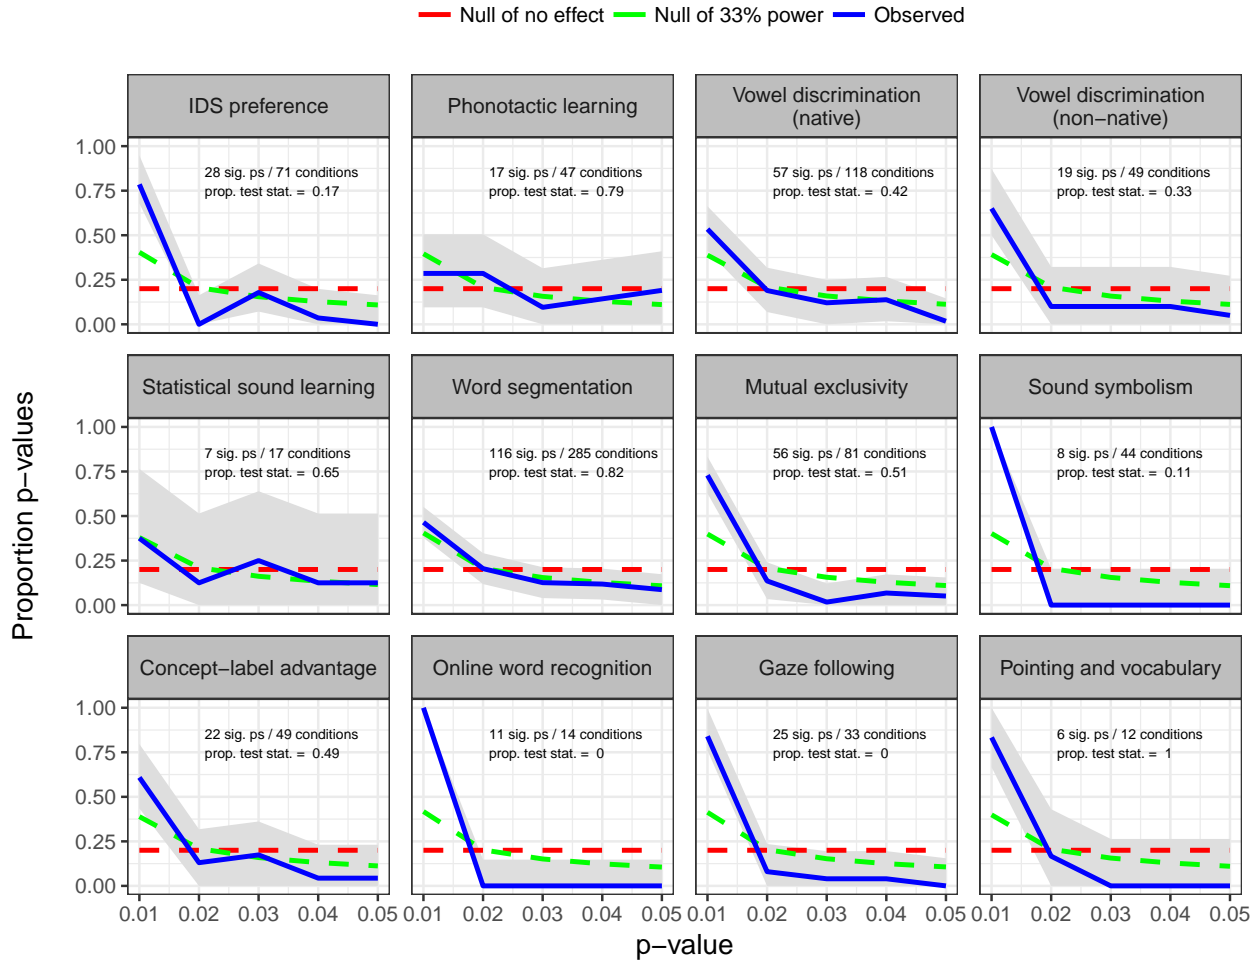 Null of no effect Null of 33% power Observed
IDS preference
Phonotactic learning
Vowel discrimination
(native)
Vowel discrimination
(non−native)
28 sig. ps / 71 conditions
prop. test stat. = 0.17
17 sig. ps / 47 conditions
prop. test stat. = 0.79
57 sig. ps / 118 conditions
prop. test stat. = 0.42
19 sig. ps / 49 conditions
prop. test stat. = 0.33
1.00
0.75
0.50
0.25
0.00
Statistical sound learning
Word segmentation
Mutual exclusivity
Sound symbolism
7 sig. ps / 17 conditions
prop. test stat. = 0.65
116 sig. ps / 285 conditions
prop. test stat. = 0.82
56 sig. ps / 81 conditions
prop. test stat. = 0.51
8 sig. ps / 44 conditions
prop. test stat. = 0.11
1.00
0.75
0.50
0.25
0.00
Proportion p−values
Concept−label advantage
Online word recognition
Gaze following
Pointing and vocabulary
22 sig. ps / 49 conditions
prop. test stat. = 0.49
11 sig. ps / 14 conditions
prop. test stat. = 0
25 sig. ps / 33 conditions
prop. test stat. = 0
6 sig. ps / 12 conditions
prop. test stat. = 1
1.00
0.75
0.50
0.25
0.00
0.01 0.02 0.03 0.04 0.05 0.01 0.02 0.03 0.04 0.05 0.01 0.02 0.03 0.04 0.05 0.01 0.02 0.03 0.04 0.05
p−value